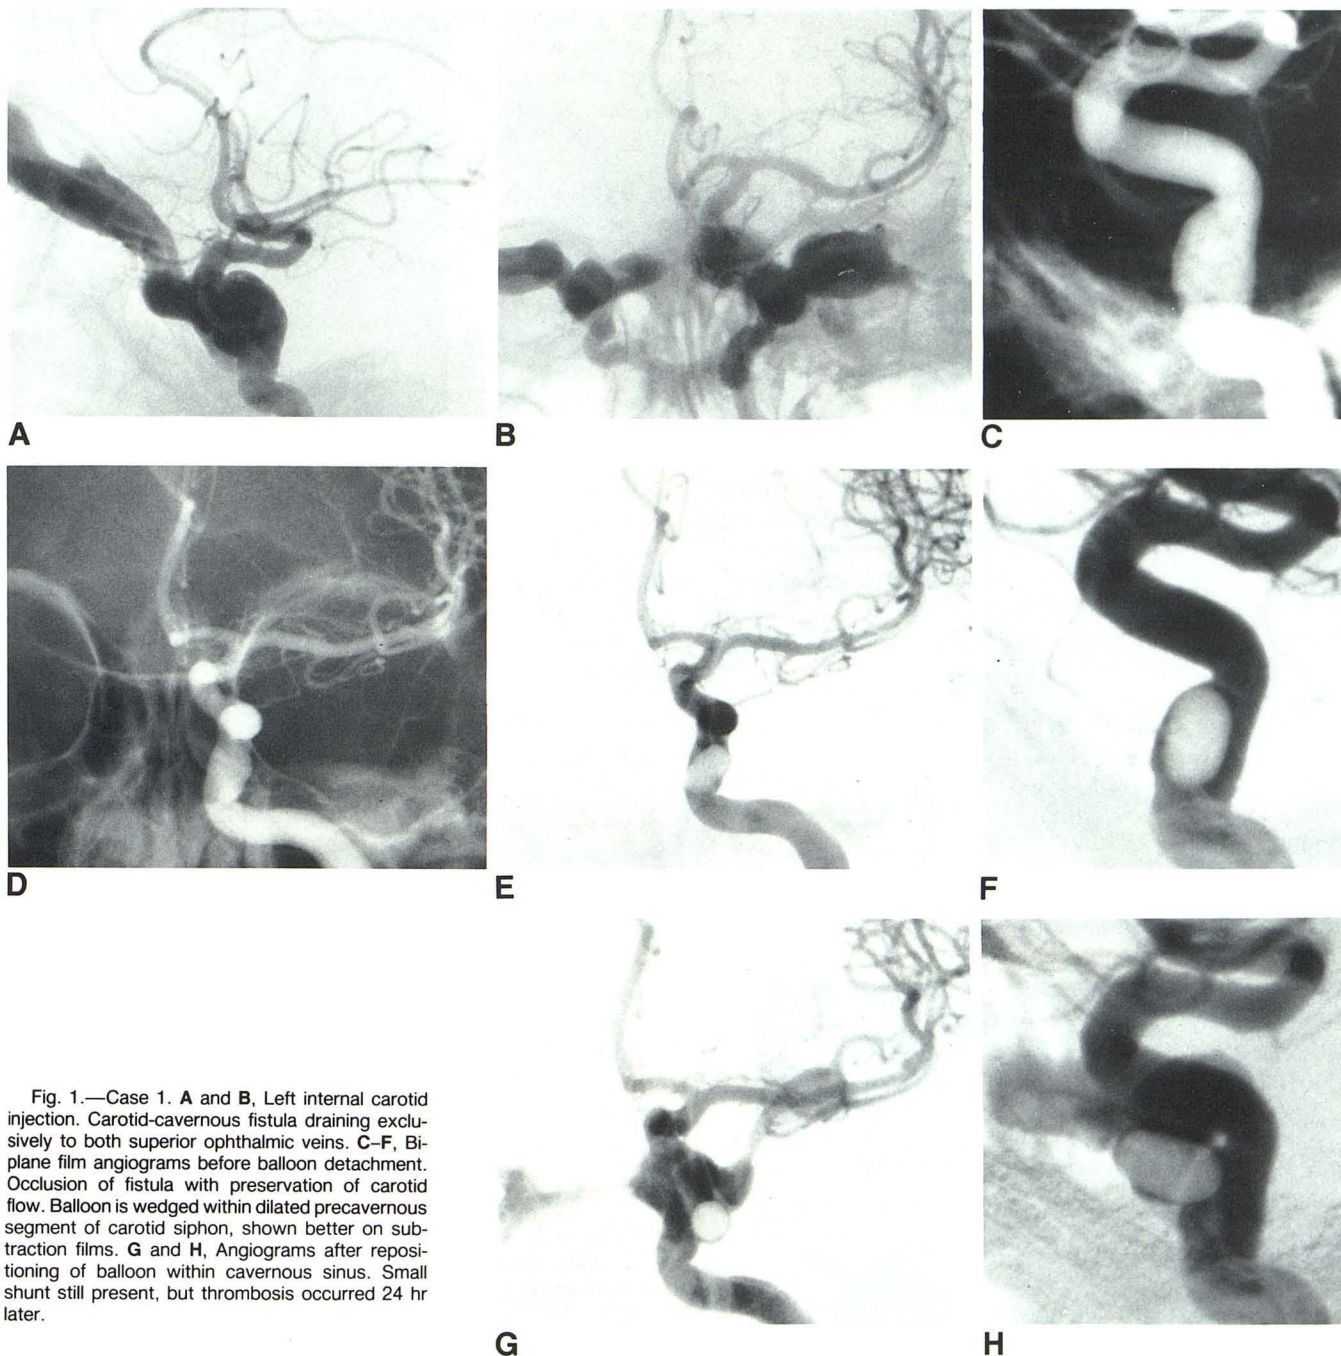 A
B
C
D
E
F
Fig. 1.—Case 1. A and B, Left internal carotid
injection. Carotid-cavernous fistula draining exclu-
sively to both superior ophthalmic veins. C–F, Bi-
plane film angiograms before balloon detachment.
Occlusion of fistula with preservation of carotid
flow. Balloon is wedged within dilated precavernous
segment of carotid siphon, shown better on sub-
traction films. G and H, Angiograms after reposi-
tioning of balloon within cavernous sinus. Small
shunt still present, but thrombosis occurred 24 hr
later.
G
H